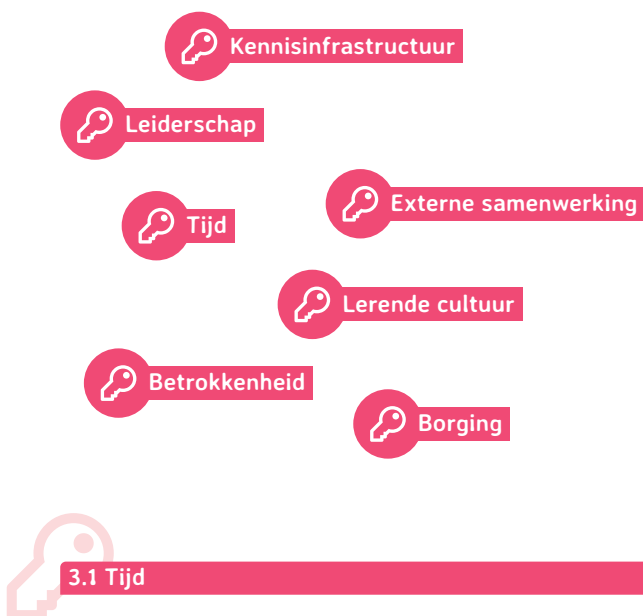 Kennisinfrastructuur
Leiderschap
Externe samenwerking
Tijd
Lerende cultuur
Betrokkenheid
Borging
3.1 Tijd